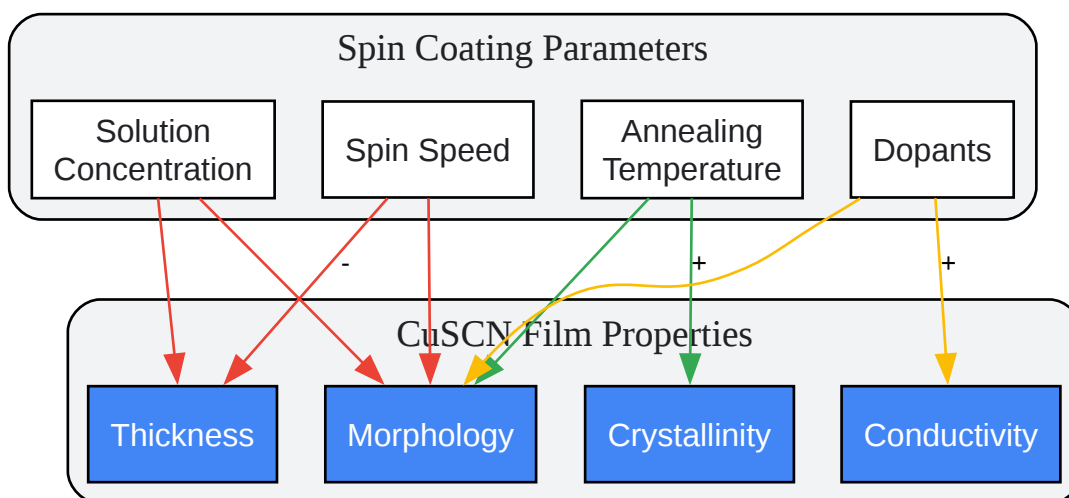 Spin Coating Parameters
Solution
Concentration
Spin Speed
Annealing
Temperature
Dopants
-
+
+
CuSCN Film Properties
Thickness
Morphology
Crystallinity
Conductivity